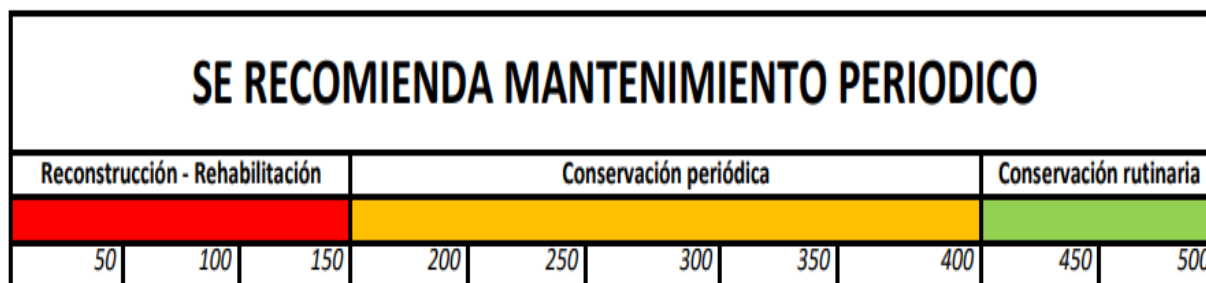 SE RECOMIENDA MANTENIMIENTO PERIODICO
Reconstrucción - Rehabilitación Conservación periódica Conservación rutinaria
50 100 150 200 250 300 350 400 450 500